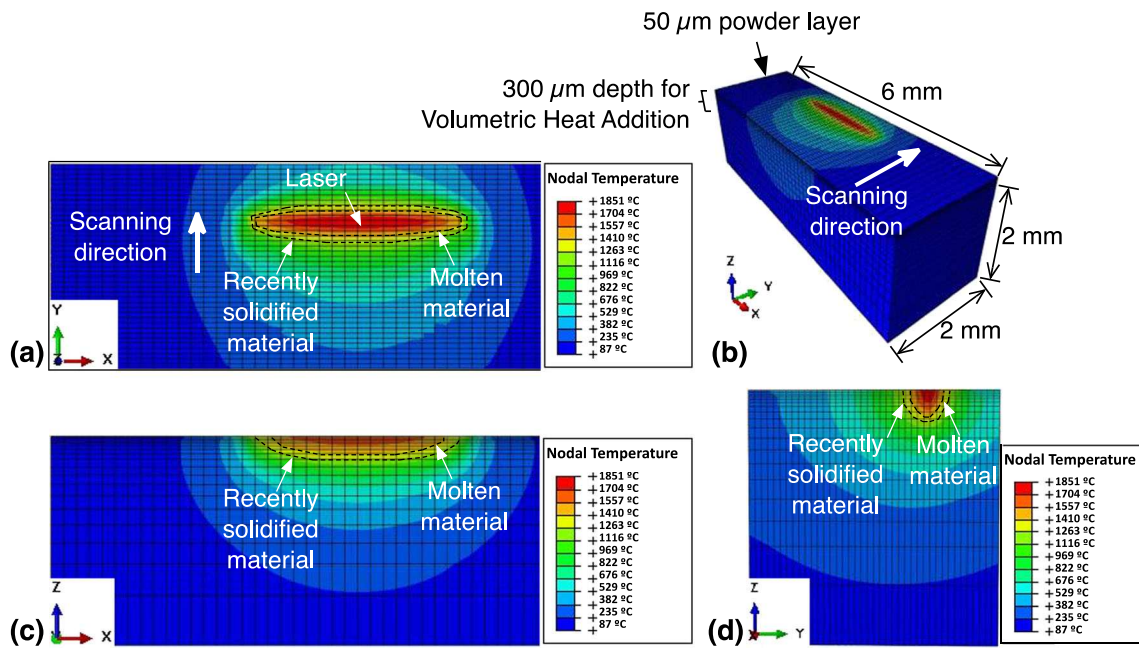 50 µm powder layer
300 µm depth for
Volumetric Heat Addition
6 mm
Scanning
direction
2 mm
2 mm
Z
Y
X
(b)
Laser
Scanning
direction
Recently
solidified
material
Molten
material
Y
Z
X
(a)
Nodal Temperature
+1851 ºC
+1704 ºC
+1557 ºC
+1410 ºC
+1263 ºC
+1116 ºC
+969 ºC
+822 ºC
+676 ºC
+529 ºC
+382 ºC
+235 ºC
+87 ºC
Recently
solidified
material
Molten
material
Z
X
(c)
Nodal Temperature
+1851 ºC
+1704 ºC
+1557 ºC
+1410 ºC
+1263 ºC
+1116 ºC
+969 ºC
+822 ºC
+676 ºC
+529 ºC
+382 ºC
+235 ºC
+87 ºC
Recently
solidified
material
Molten
material
Z
X
Y
(d)
Nodal Temperature
+1851 ºC
+1704 ºC
+1557 ºC
+1410 ºC
+1263 ºC
+1116 ºC
+969 ºC
+822 ºC
+676 ºC
+529 ºC
+382 ºC
+235 ºC
+87 ºC